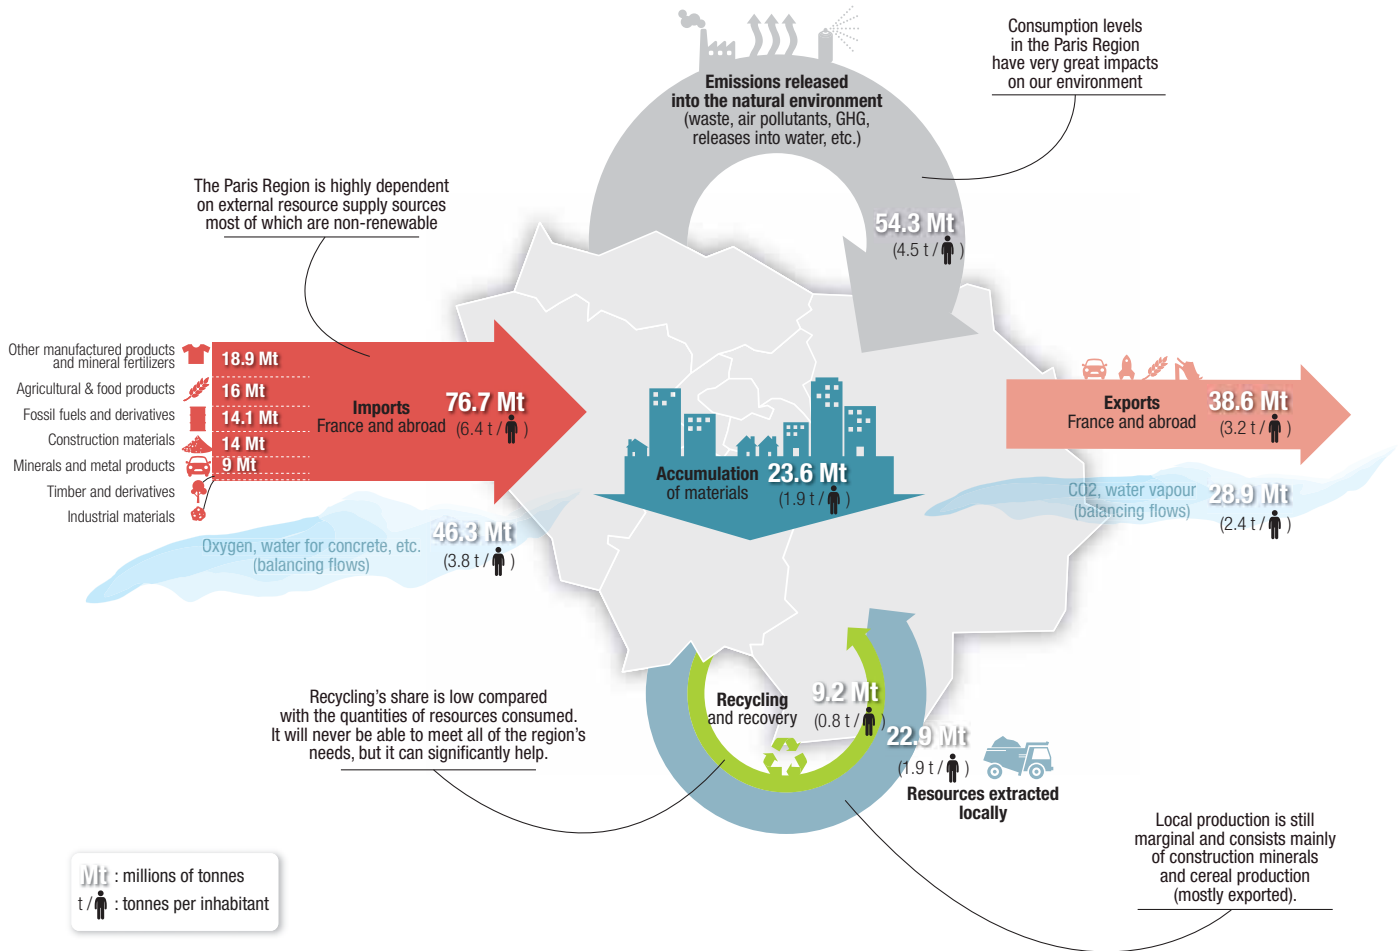 Consumption levels
in the Paris Region
have very great impacts
on our environment
Emissions released
into the natural environment
(waste, air pollutants, GHG,
releases into water, etc.)
54.3 Mt
(4.5 t / )
The Paris Region is highly dependent
on external resource supply sources
most of which are non-renewable
Other manufactured products
and mineral fertilizers
18.9 Mt
Agricultural & food products
16 Mt
Fossil fuels and derivatives
14.1 Mt
Construction materials
14 Mt
Minerals and metal products
9 Mt
Timber and derivatives
Industrial materials
Imports
France and abroad
76.7 Mt
(6.4 t / )
Oxygen, water for concrete, etc.
(balancing flows)
46.3 Mt
(3.8 t / )
Accumulation
of materials
23.6 Mt
(1.9 t / )
Exports
France and abroad
38.6 Mt
(3.2 t / )
CO2, water vapour
(balancing flows)
28.9 Mt
(2.4 t / )
Recycling's share is low compared
with the quantities of resources consumed.
It will never be able to meet all of the region's
needs, but it can significantly help.
Recycling
and recovery
9.2 Mt
(0.8 t / )
22.9 Mt
(1.9 t / )
Resources extracted
locally
Local production is still
marginal and consists mainly
of construction minerals
and cereal production
(mostly exported).
Mt : millions of tonnes
t / : tonnes per inhabitant